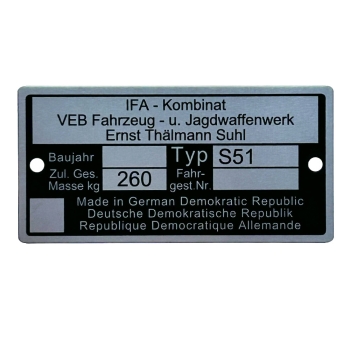 IFA - Kombinat
VEB Fahrzeug - u. Jagdwaffenwerk
Ernst Thälmann Suhl
Baujahr Typ S51
Zul. Ges. Masse kg 260 Fahr- gest.Nr.
Made in German Demokratic Republic
Deutsche Demokratische Republik
Republique Democratique Allemande